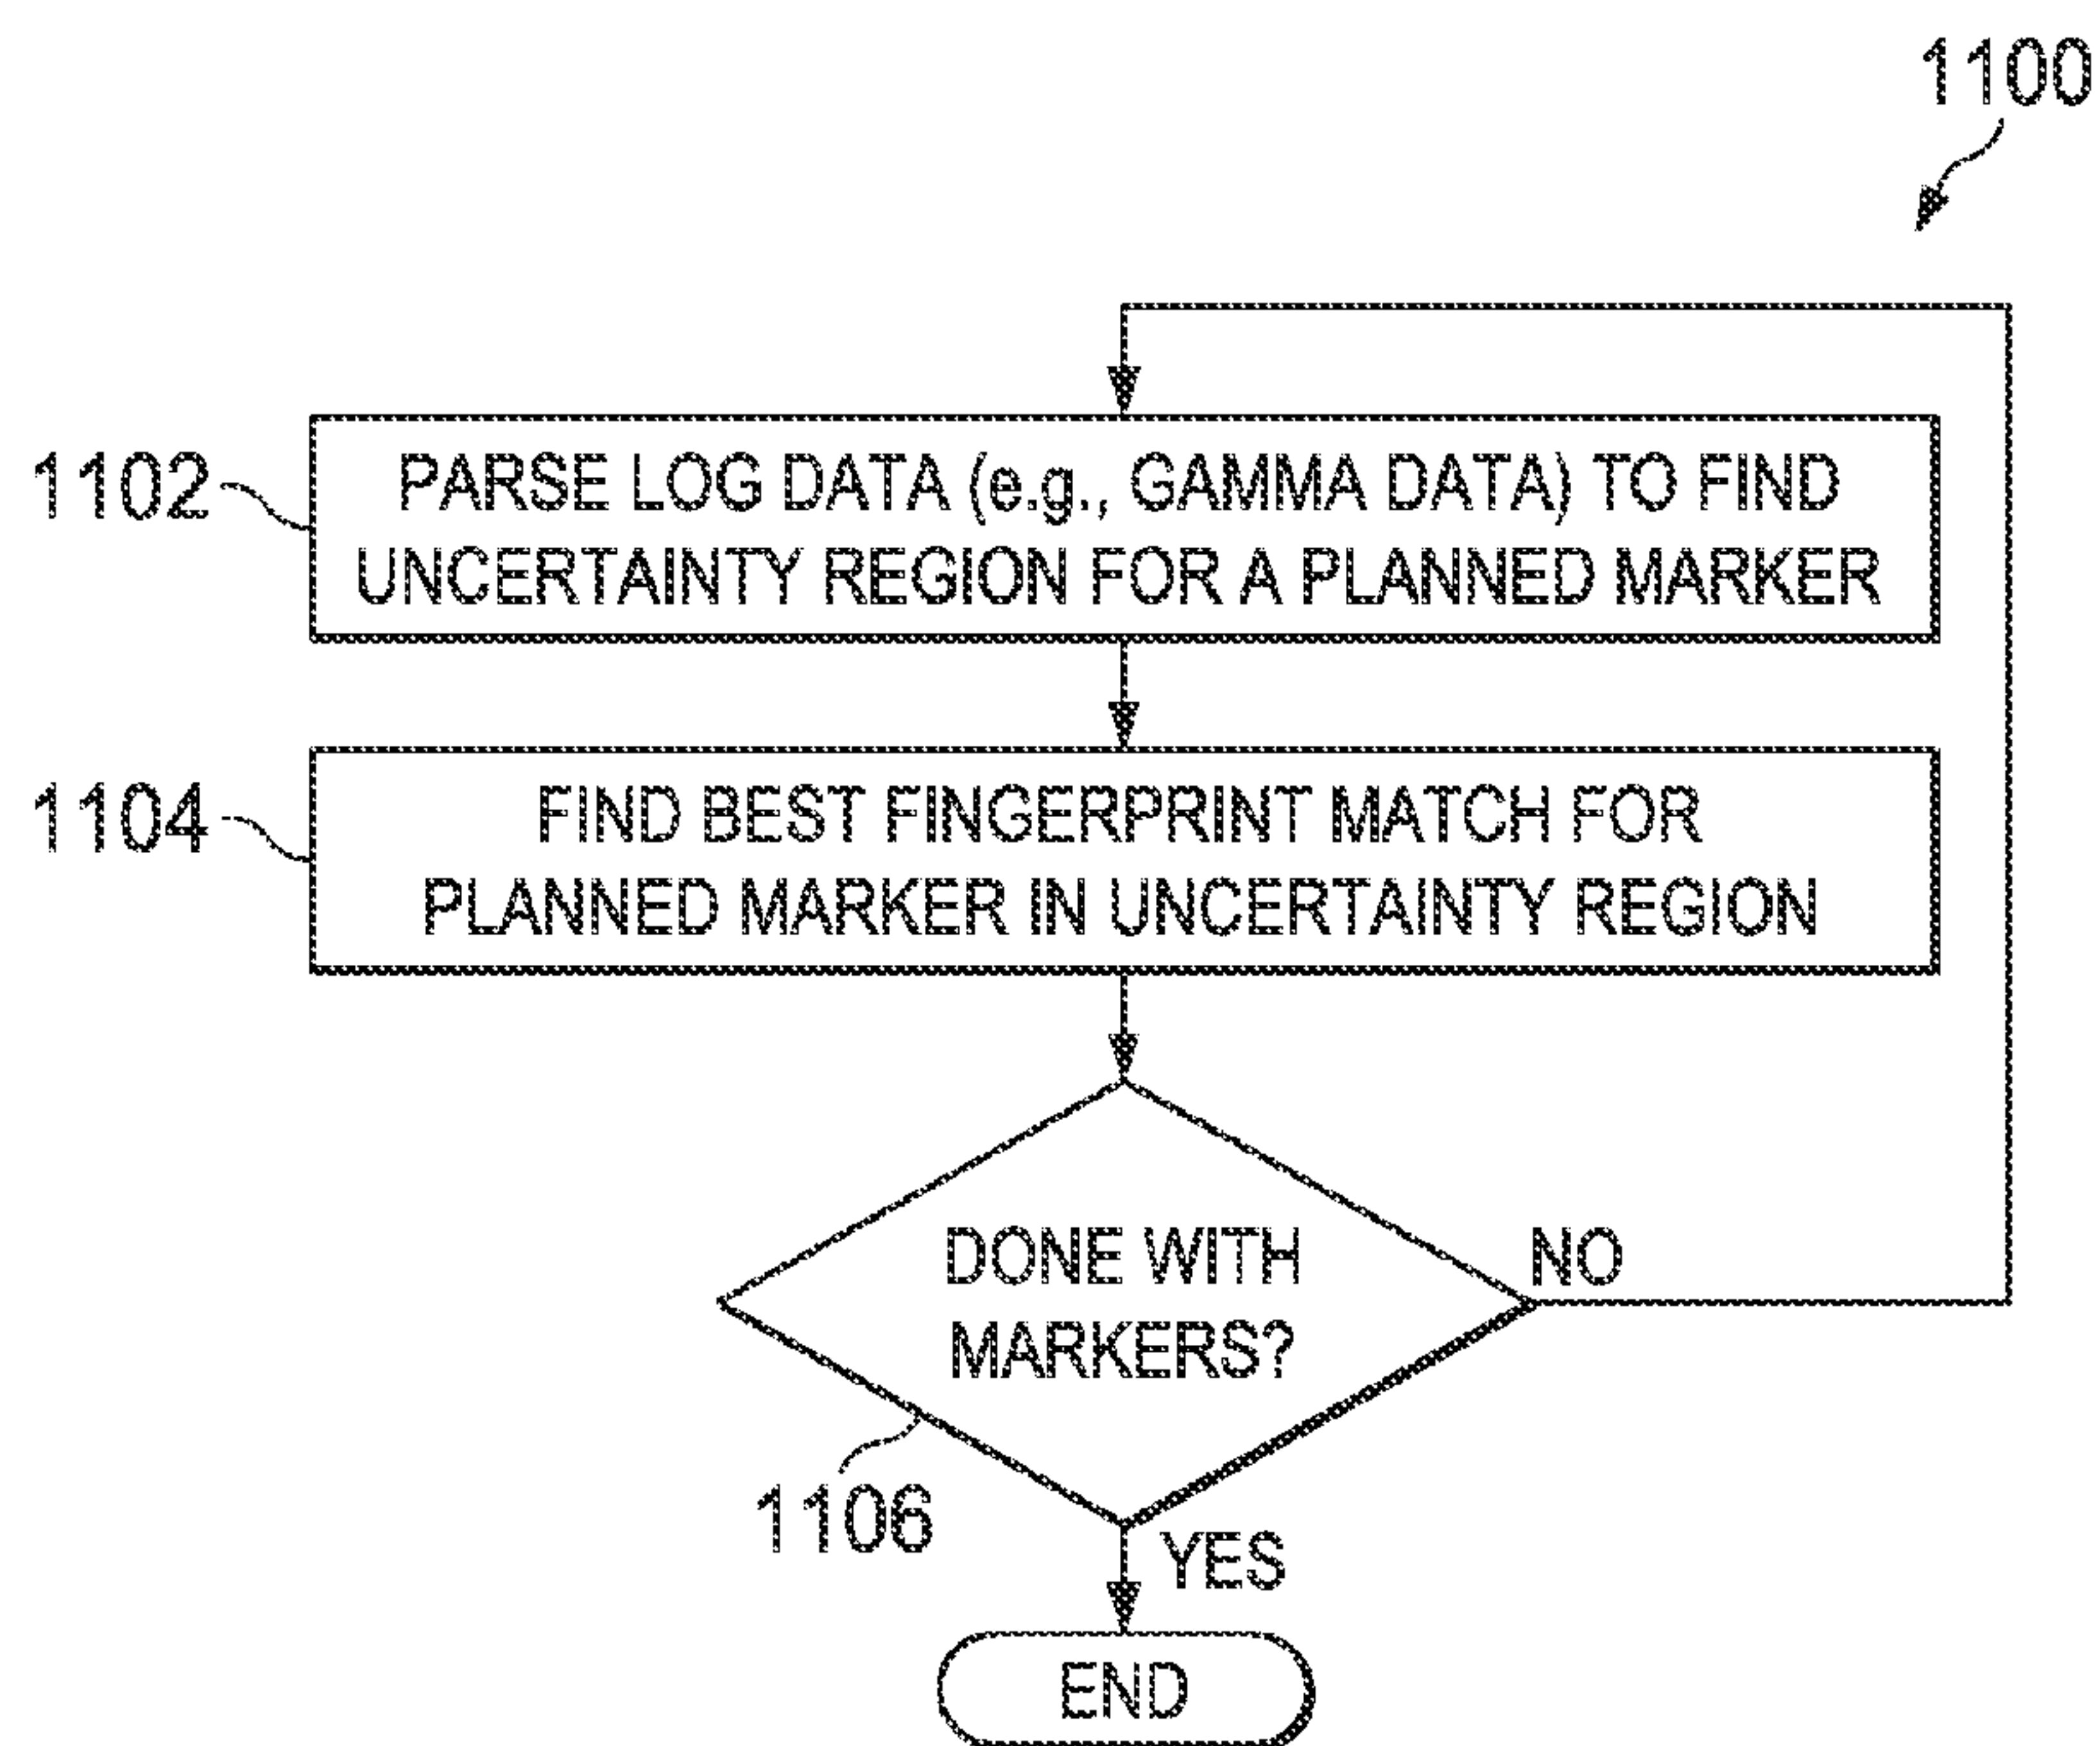 1100
1102
PARSE LOG DATA (e.g., GAMMA DATA) TO FIND
UNCERTAINTY REGION FOR A PLANNED MARKER
1104
FIND BEST FINGERPRINT MATCH FOR
PLANNED MARKER IN UNCERTAINTY REGION
DONE WITH
MARKERS?
NO
1106
YES
END